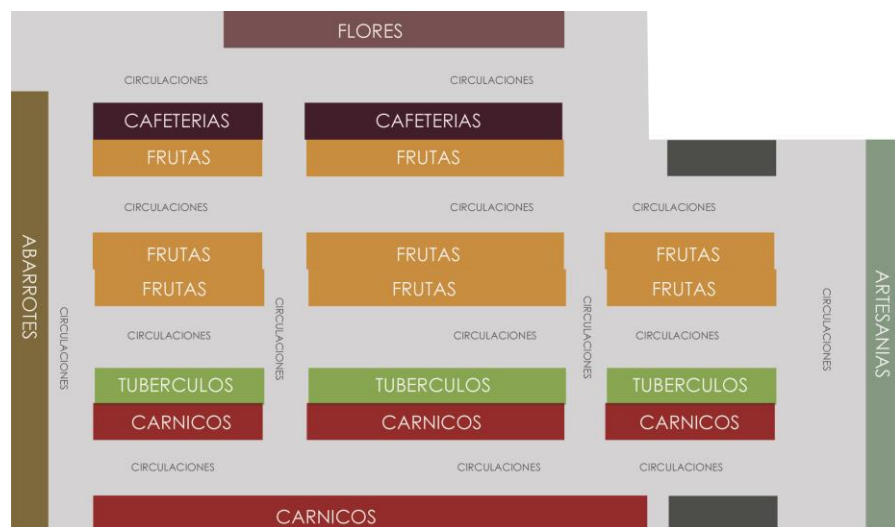 FLORES
CIRCULACIONES CIRCULACIONES
CAFETERIAS CAFETERIAS
FRUTAS FRUTAS
CIRCULACIONES CIRCULACIONES CIRCULACIONES
FRUTAS FRUTAS FRUTAS
FRUTAS FRUTAS FRUTAS
ABARROTES
CIRCULACIONES
CIRCULACIONES
CIRCULACIONES
CIRCULACIONES
ARTESANIAS
CIRCULACIONES CIRCULACIONES CIRCULACIONES
TUBERCULOS TUBERCULOS TUBERCULOS
CARNICOS CARNICOS CARNICOS
CIRCULACIONES CIRCULACIONES CIRCULACIONES
CARNICOS